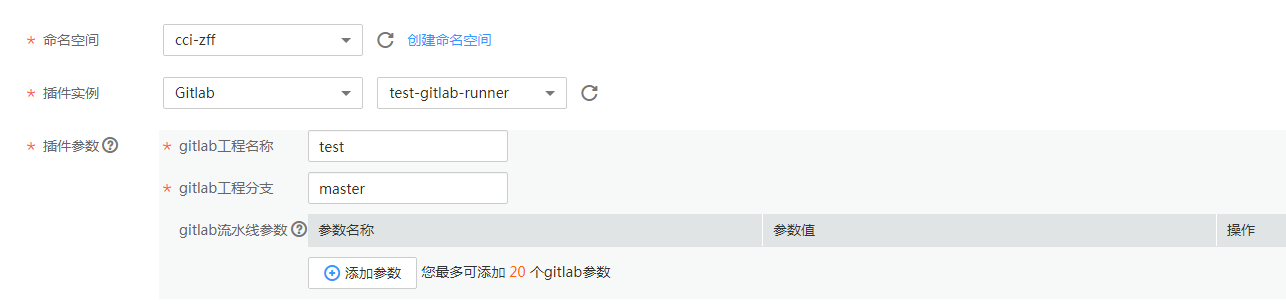 * 命名空间 cci-zff 创建命名空间
* 插件实例 Gitlab test-gitlab-runner
* 插件参数 * gitlab工程名称 test
* gitlab工程分支 master
gitlab流水线参数 参数名称 参数值 操作
添加参数 您最多可添加 20 个gitlab参数